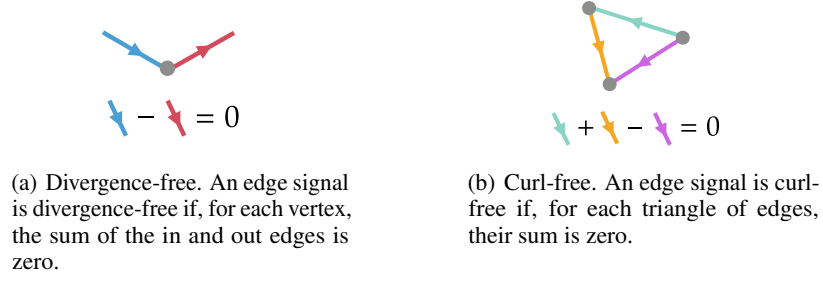 − = 0
+ − = 0
(a) Divergence-free. An edge signal
is divergence-free if, for each vertex,
the sum of the in and out edges is
zero.
(b) Curl-free. An edge signal is curl-
free if, for each triangle of edges,
their sum is zero.